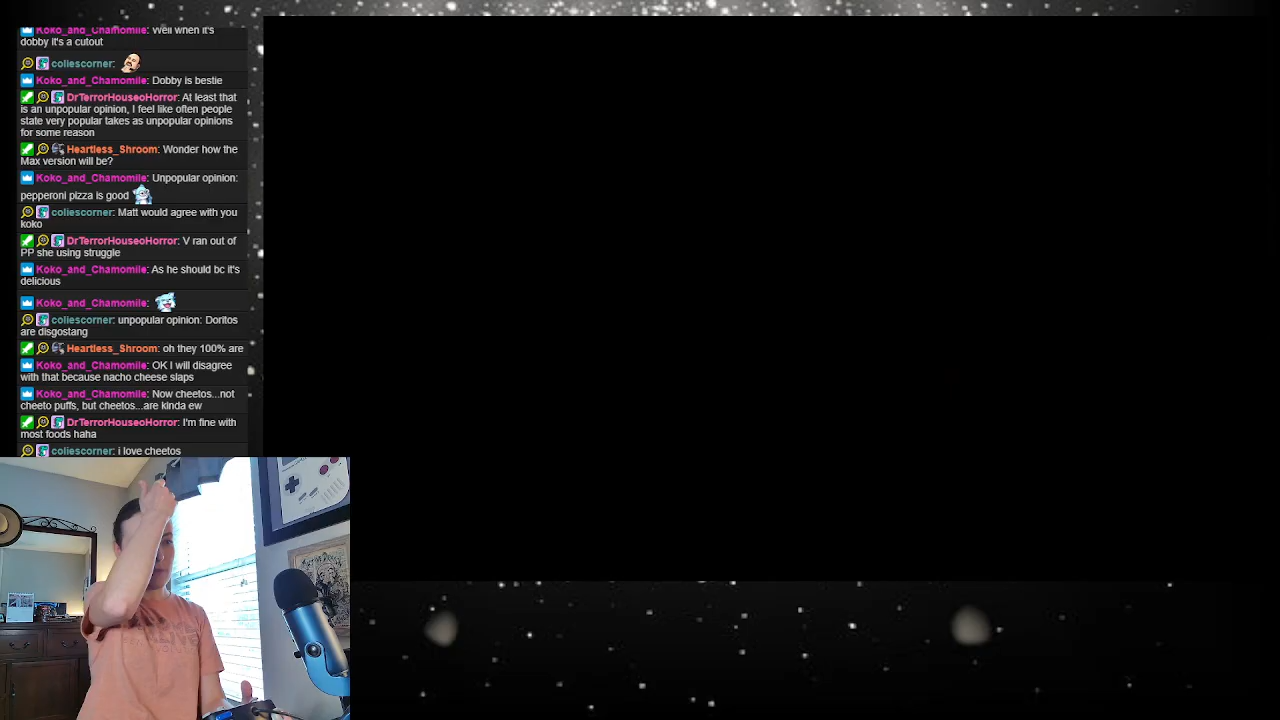 Koko_and_Chamomile: Well when it's
dobby it's a cutout
coliescorner:
Koko_and_Chamomile: Dobby is bestie
DrTerrorHouseoHorror: At least that
is an unpopular opinion, I feel like often people
state very popular takes as unpopular opinions
for some reason
Heartless_Shroom: Wonder how the
Max version will be?
Koko_and_Chamomile: Unpopular opinion:
pepperoni pizza is good
coliescorner: Matt would agree with you
koko
DrTerrorHouseoHorror: V ran out of
PP she using struggle
Koko_and_Chamomile: As he should bc it's
delicious
Koko_and_Chamomile:
coliescorner: unpopular opinion: Doritos
are disgostang
Heartless_Shroom: oh they 100% are
Koko_and_Chamomile: OK I will disagree
with that because nacho cheese slaps
Koko_and_Chamomile: Now cheetos...not
cheeto puffs, but cheetos...are kinda ew
DrTerrorHouseoHorror: I'm fine with
most foods haha
coliescorner: i love cheetos